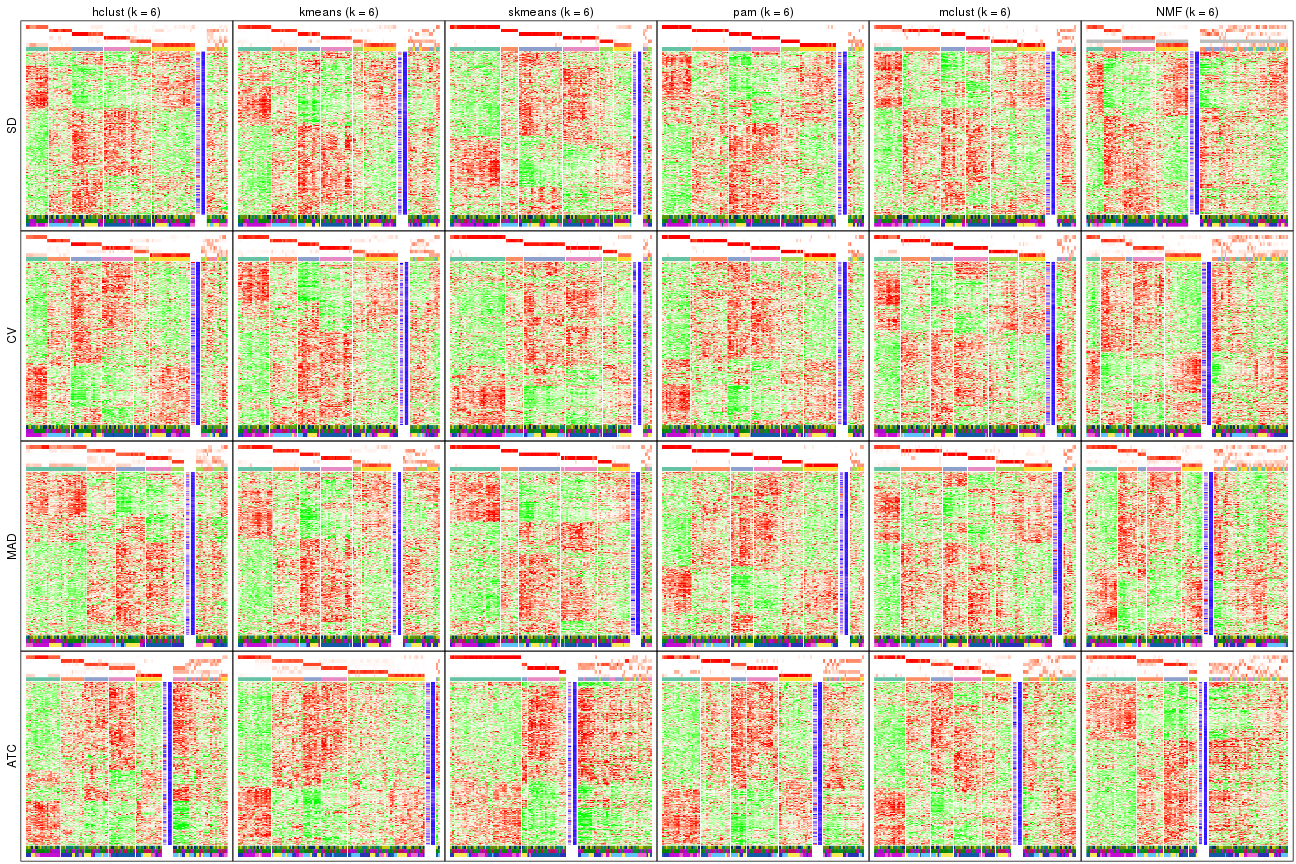 hclust (k = 6) kmeans (k = 6) skmeans (k = 6) pam (k = 6) mclust (k = 6) NMF (k = 6)
SD
CV
MAD
ATC